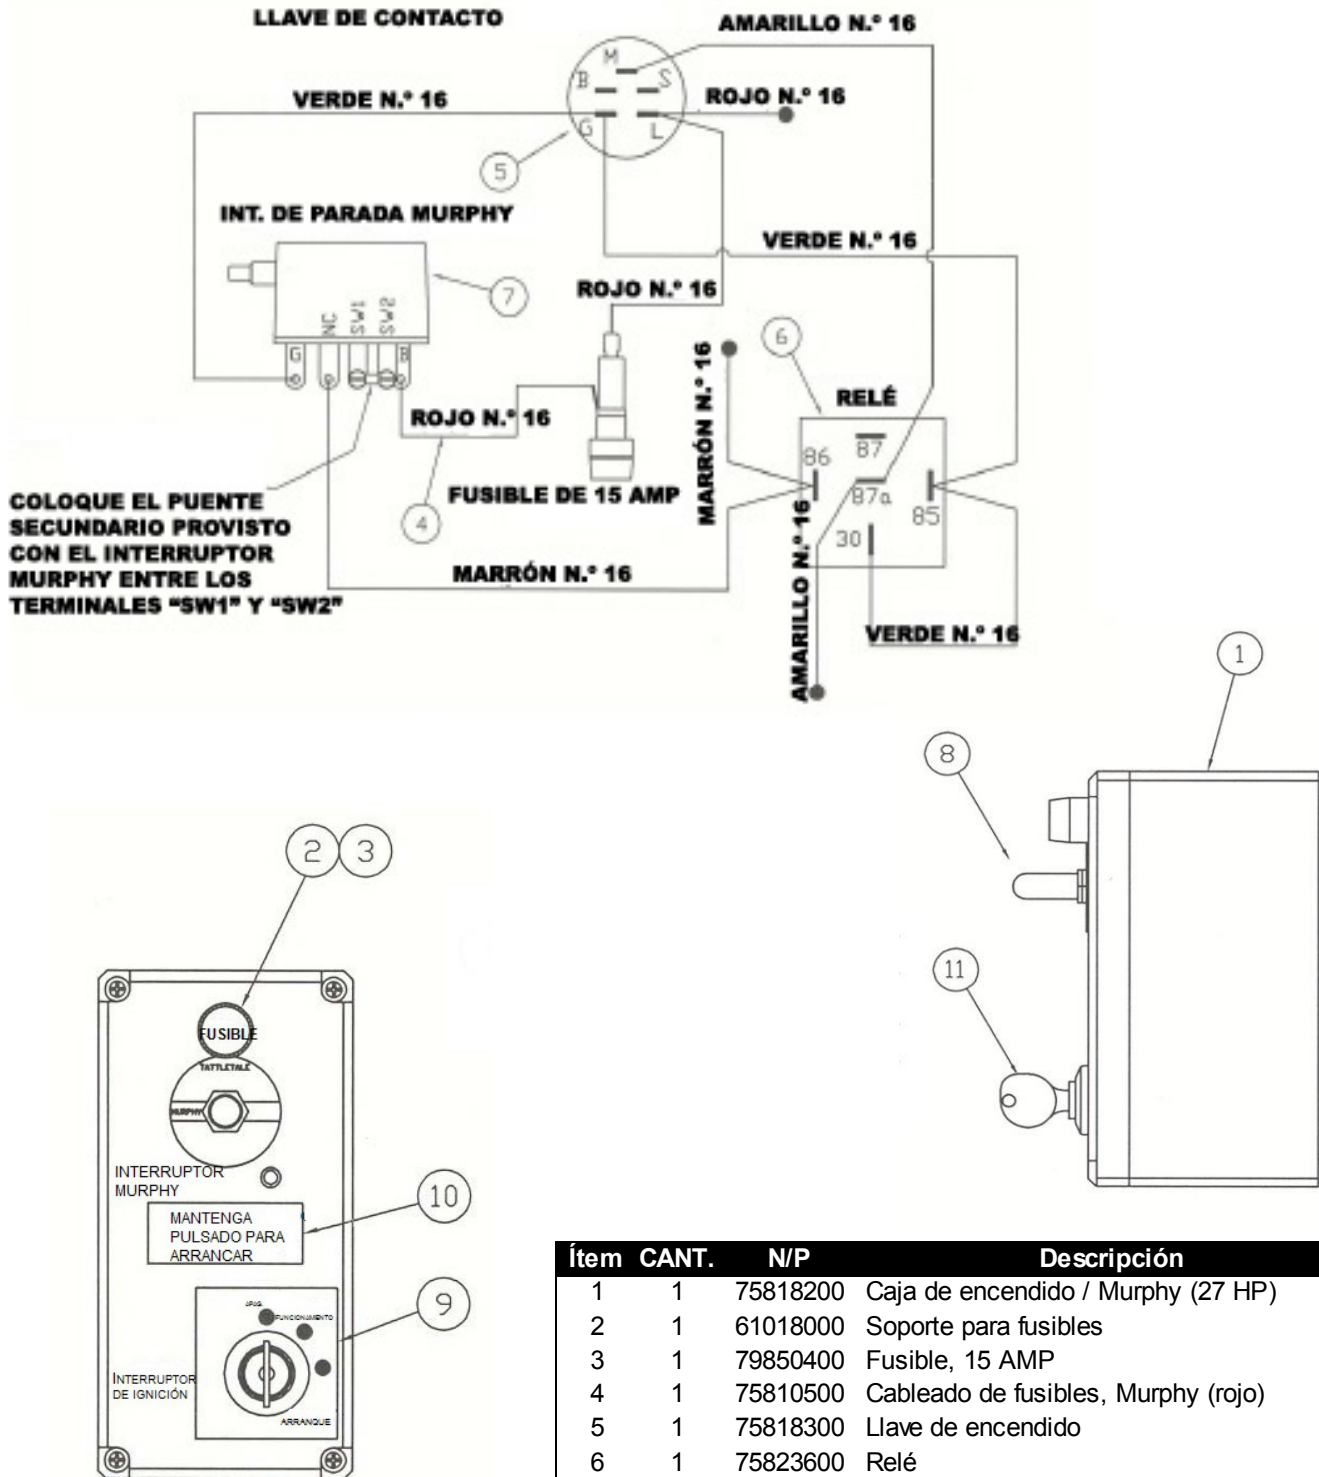 LLAVE DE CONTACTO
AMARILLO N.° 16
M
B
S
G
L
VERDE N.° 16
ROJO N.° 16
5
INT. DE PARADA MURPHY
VERDE N.° 16
7
ROJO N.° 16
NC
SW1
SW2
G
B
6
RELÉ
MARRÓN N.° 16
86
87
87a
85
30
ROJO N.° 16
4
FUSIBLE DE 15 AMP
COLOQUE EL PUENTE
SECUNDARIO PROVISTO
CON EL INTERRUPTOR
MURPHY ENTRE LOS
TERMINALES “SW1” Y “SW2”
MARRÓN N.° 16
AMARILLO N.° 16
VERDE N.° 16
1
8
11
2
3
FUSIBLE
TATTLETALE
MURPHY
INTERRUPTOR
MURPHY
MANTENGA
PULSADO PARA
ARRANCAR
10
9
APAG.
FUNCIONAMIENTO
INTERRUPTOR
DE IGNICIÓN
ARRANQUE
Ítem CANT. N/P Descripción
1 1 75818200 Caja de encendido / Murphy (27 HP)
2 1 61018000 Soporte para fusibles
3 1 79850400 Fusible, 15 AMP
4 1 75810500 Cableado de fusibles, Murphy (rojo)
5 1 75818300 Llave de encendido
6 1 75823600 Relé